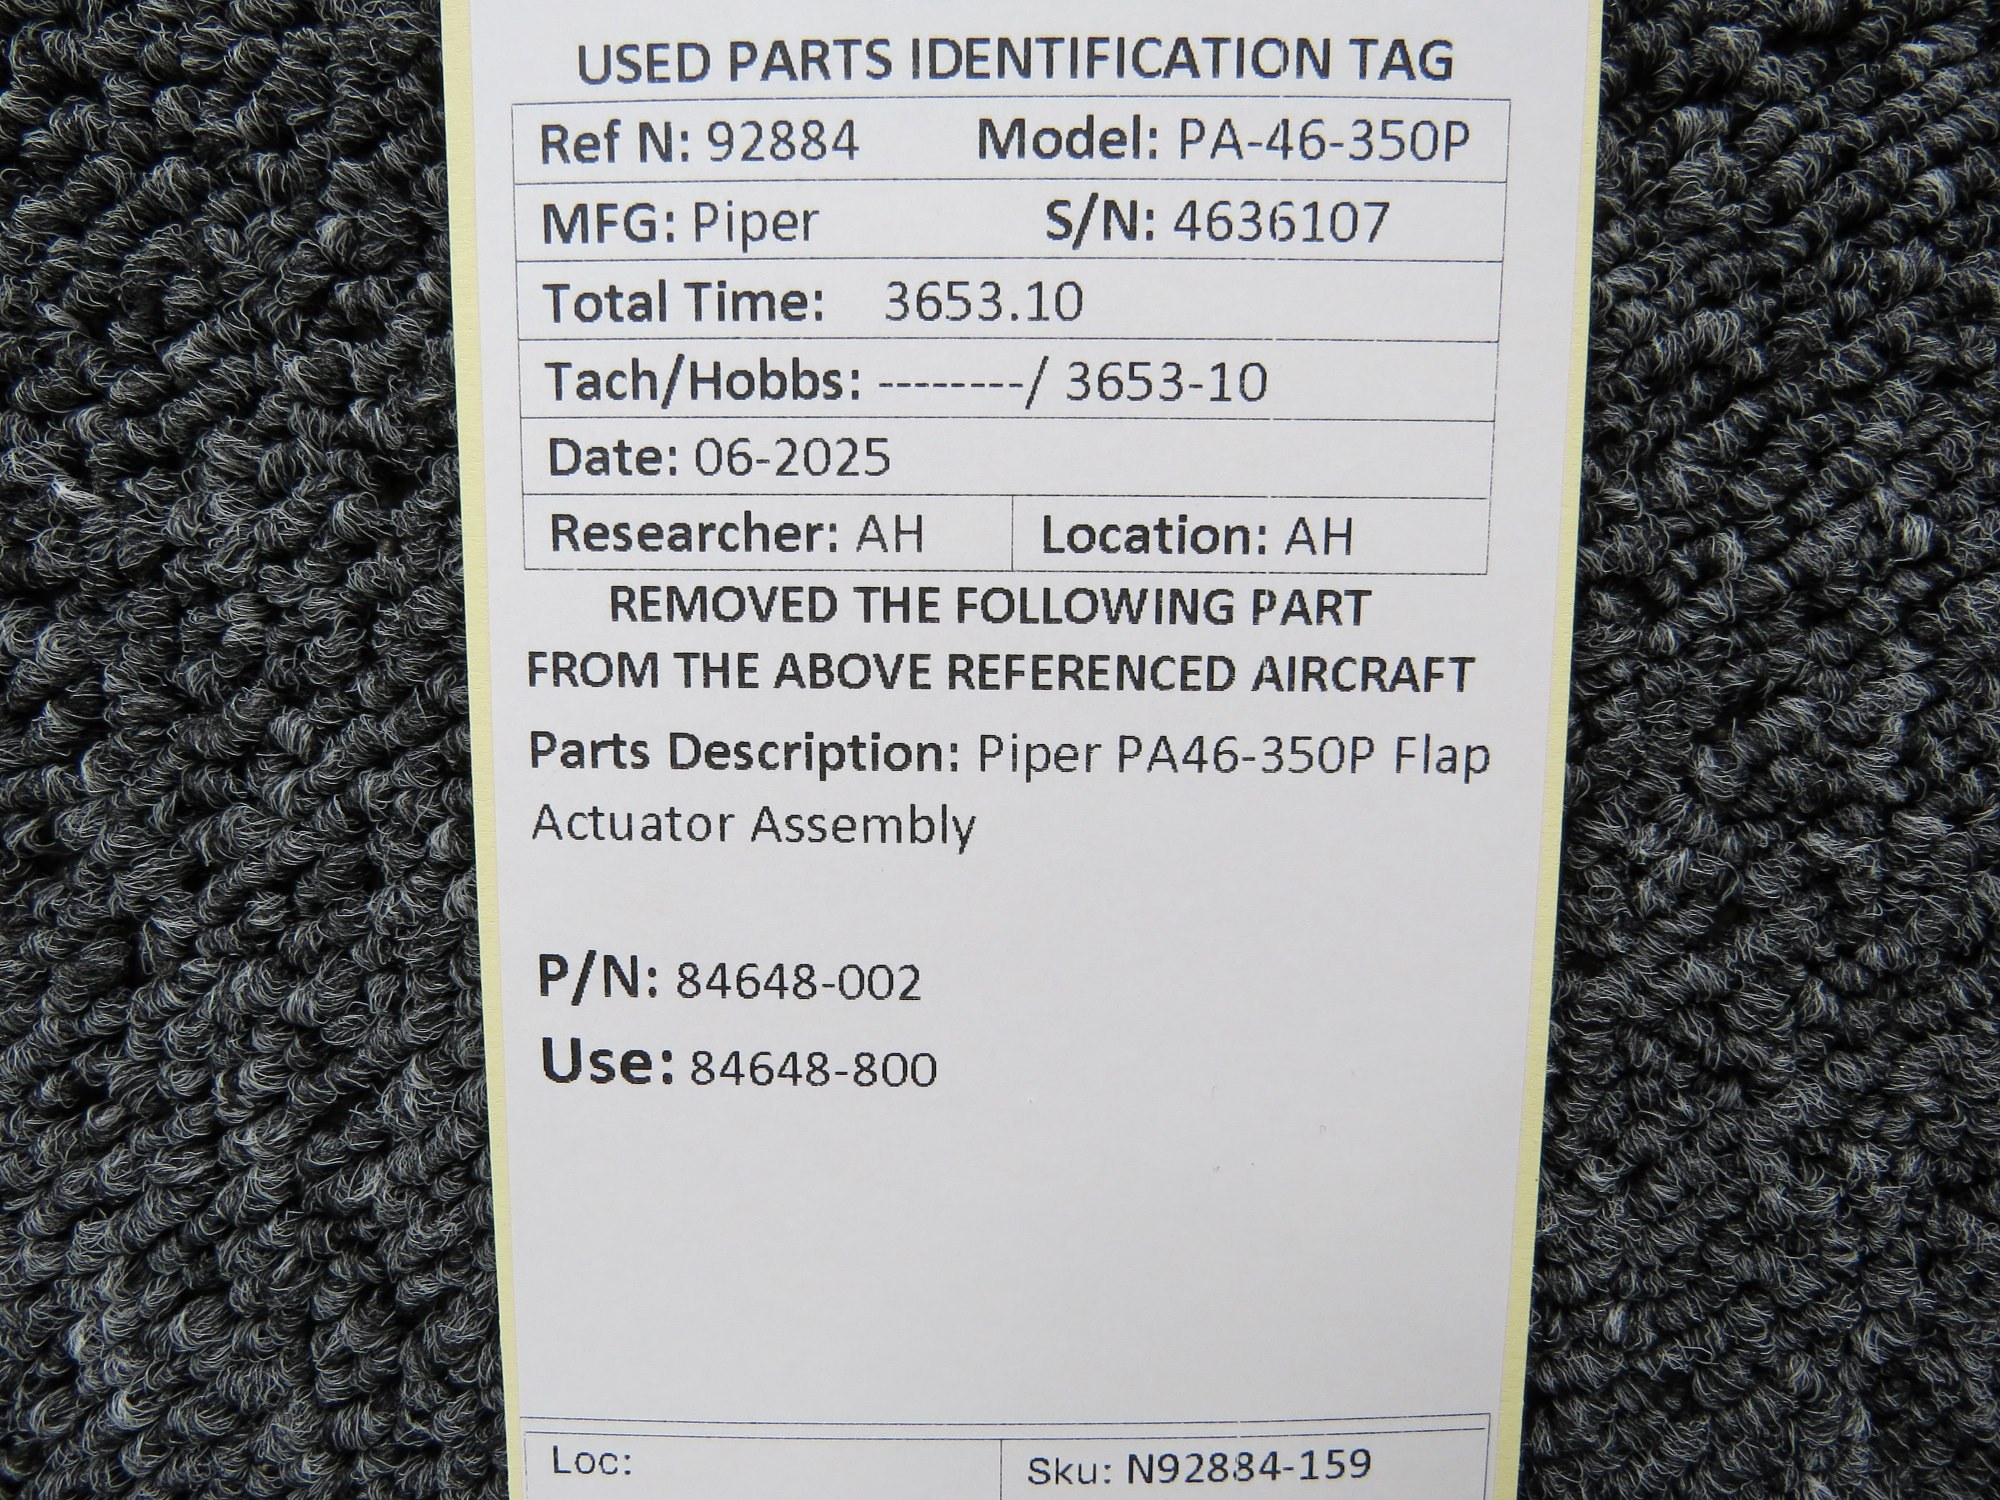 USED PARTS IDENTIFICATION TAG
Ref N: 92884 Model: PA-46-350P
MFG: Piper S/N: 4636107
Total Time: 3653.10
Tach/Hobbs: --------/ 3653-10
Date: 06-2025
Researcher: AH Location: AH
REMOVED THE FOLLOWING PART
FROM THE ABOVE REFERENCED AIRCRAFT
Parts Description: Piper PA46-350P Flap
Actuator Assembly
P/N: 84648-002
Use: 84648-800
Loc: Sku: N92884-159